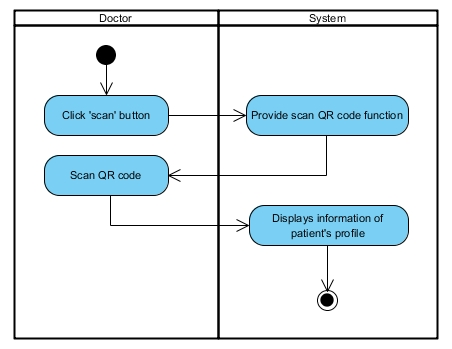 Doctor
System
Click 'scan' button
Provide scan QR code function
Scan QR code
Displays information of
patient's profile